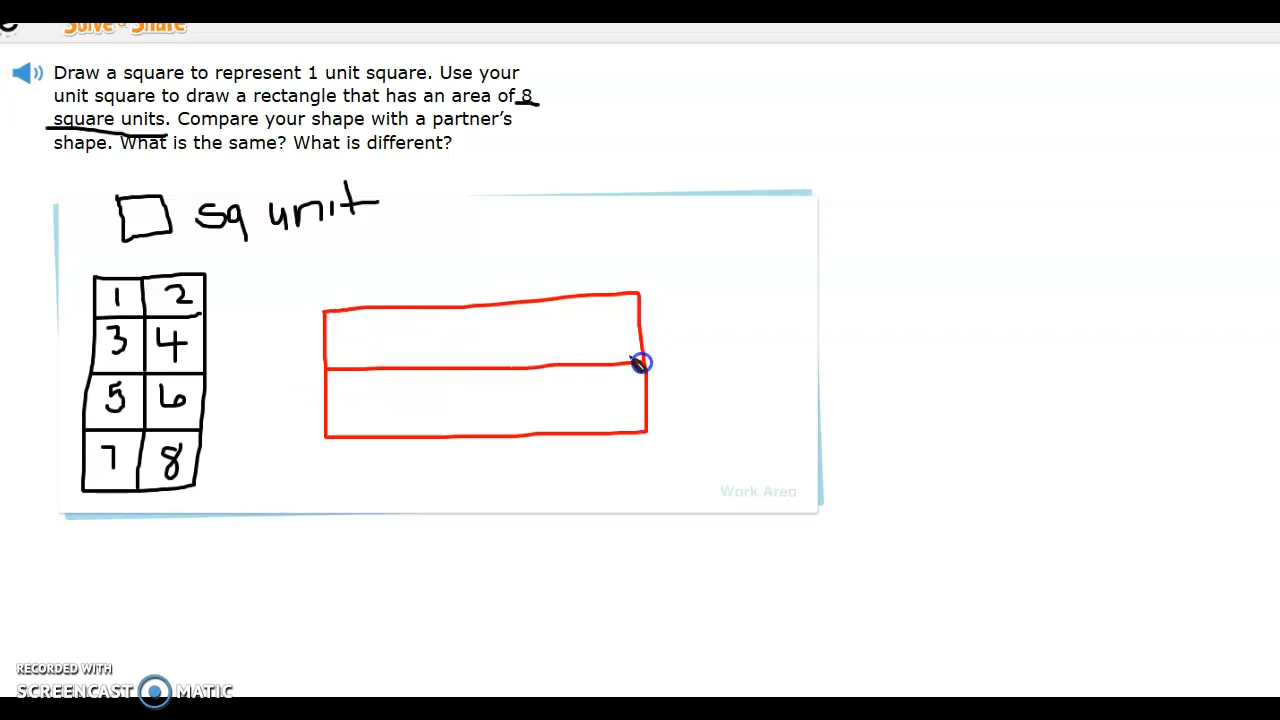 Solve & Share
Draw a square to represent 1 unit square. Use your
unit square to draw a rectangle that has an area of 8
square units. Compare your shape with a partner's
shape. What is the same? What is different?
sq unit
1 2
3 4
5 6
7 8
Work Area
RECORDED WITH
SCREENCAST MATIC